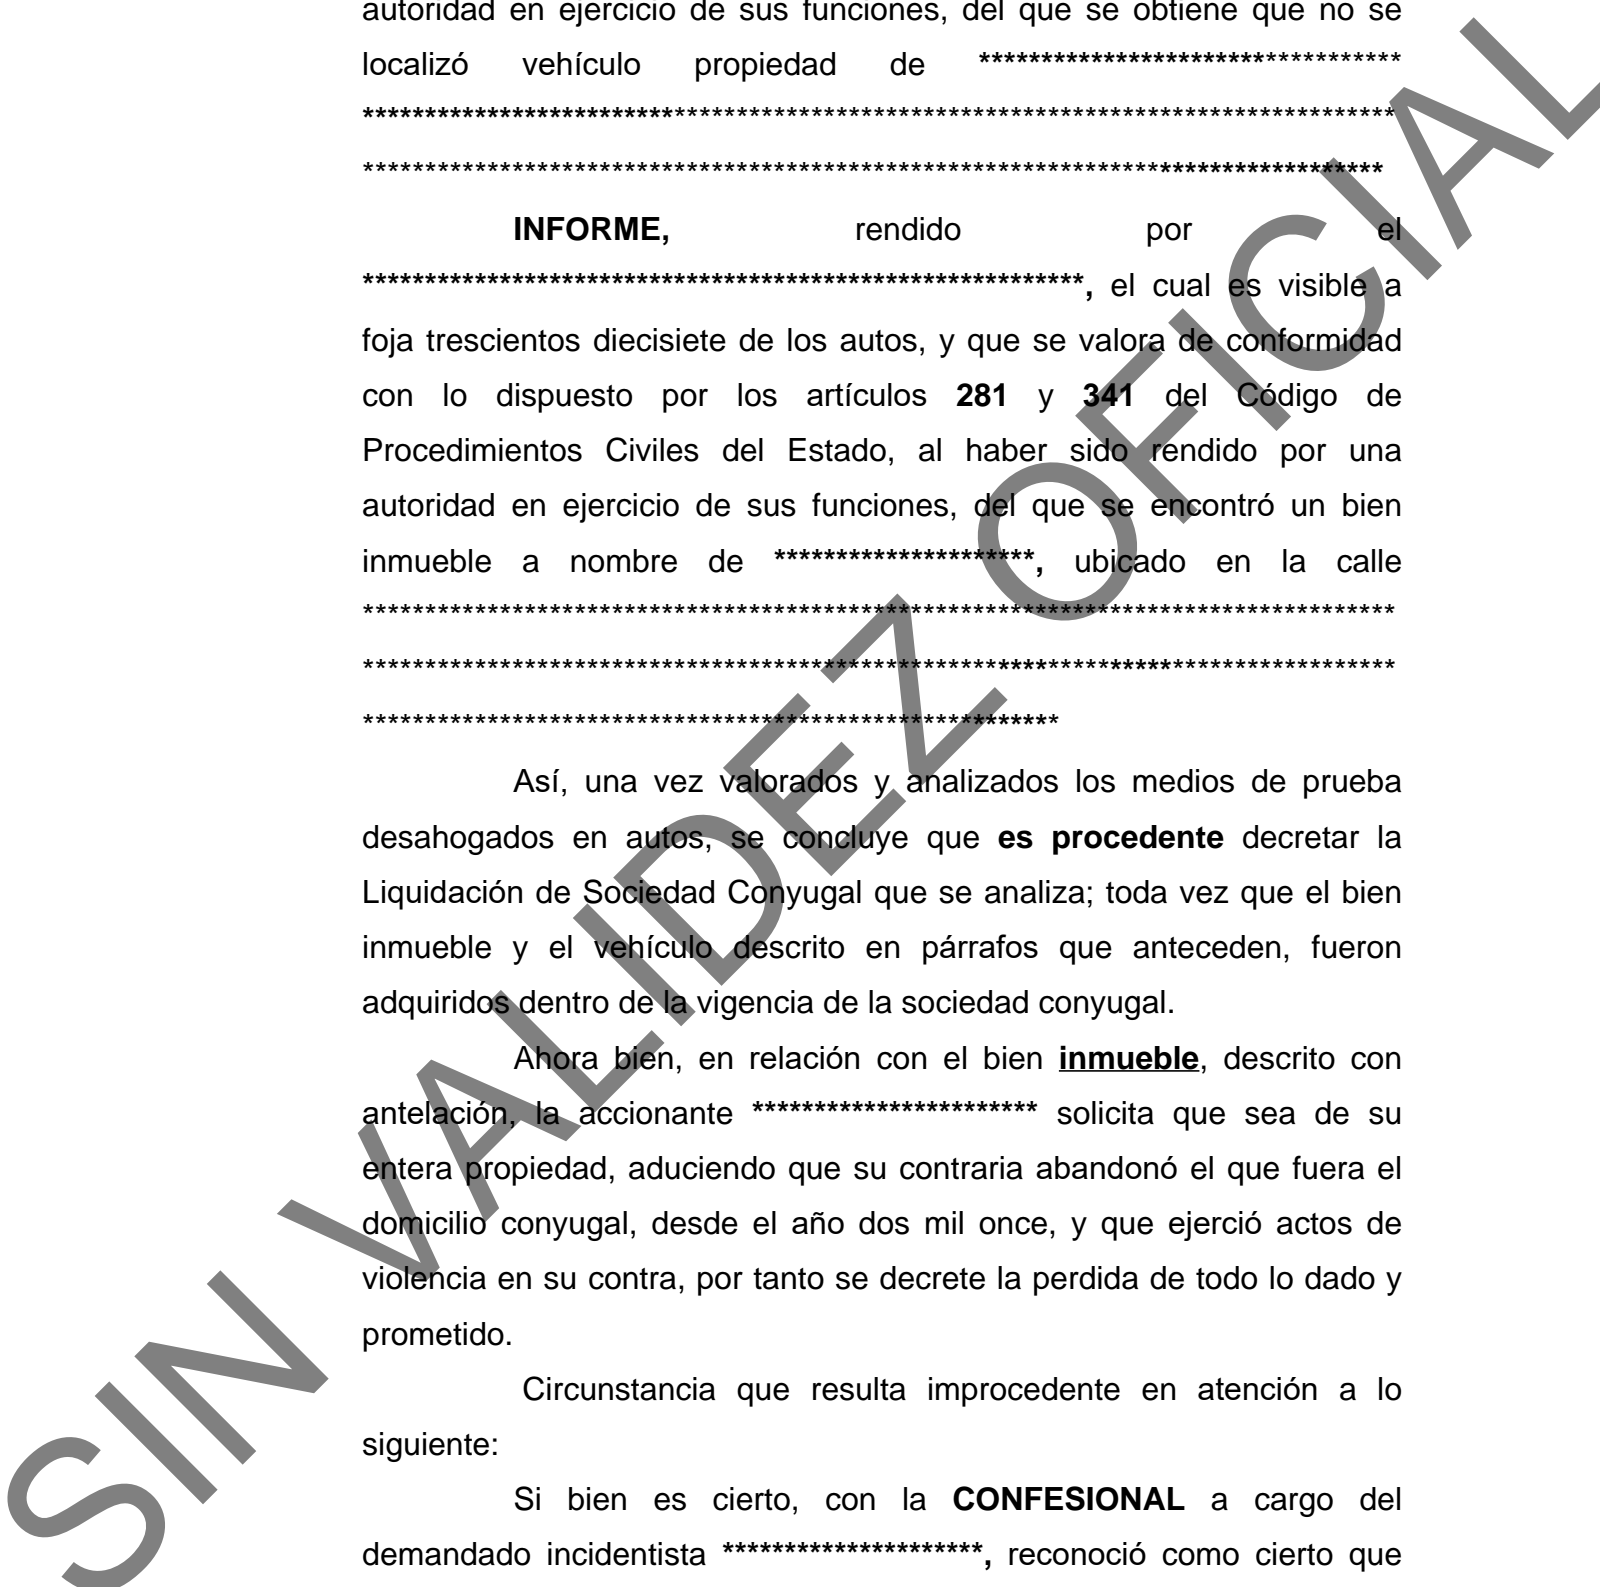 autoridad en ejercicio de sus funciones, del que se obtiene que no se
localizó vehículo propiedad de **********************************
***********************************************************************************
**********************************************************************************
INFORME, rendido por el
**********************************************************, el cual es visible a
foja trescientos diecisiete de los autos, y que se valora de conformidad
con lo dispuesto por los artículos 281 y 341 del Código de
Procedimientos Civiles del Estado, al haber sido rendido por una
autoridad en ejercicio de sus funciones, del que se encontró un bien
inmueble a nombre de *********************, ubicado en la calle
***********************************************************************************
***********************************************************************************
********************************************************
Así, una vez valorados y analizados los medios de prueba
desahogados en autos, se concluye que es procedente decretar la
Liquidación de Sociedad Conyugal que se analiza; toda vez que el bien
inmueble y el vehículo descrito en párrafos que anteceden, fueron
adquiridos dentro de la vigencia de la sociedad conyugal.
Ahora bien, en relación con el bien inmueble, descrito con
antelación, la accionante *********************** solicita que sea de su
entera propiedad, aduciendo que su contraria abandonó el que fuera el
domicilio conyugal, desde el año dos mil once, y que ejerció actos de
violencia en su contra, por tanto se decrete la perdida de todo lo dado y
prometido.
Circunstancia que resulta improcedente en atención a lo
siguiente:
Si bien es cierto, con la CONFESIONAL a cargo del
demandado incidentista *********************, reconoció como cierto que
SIN VALIDEZ OFICIAL